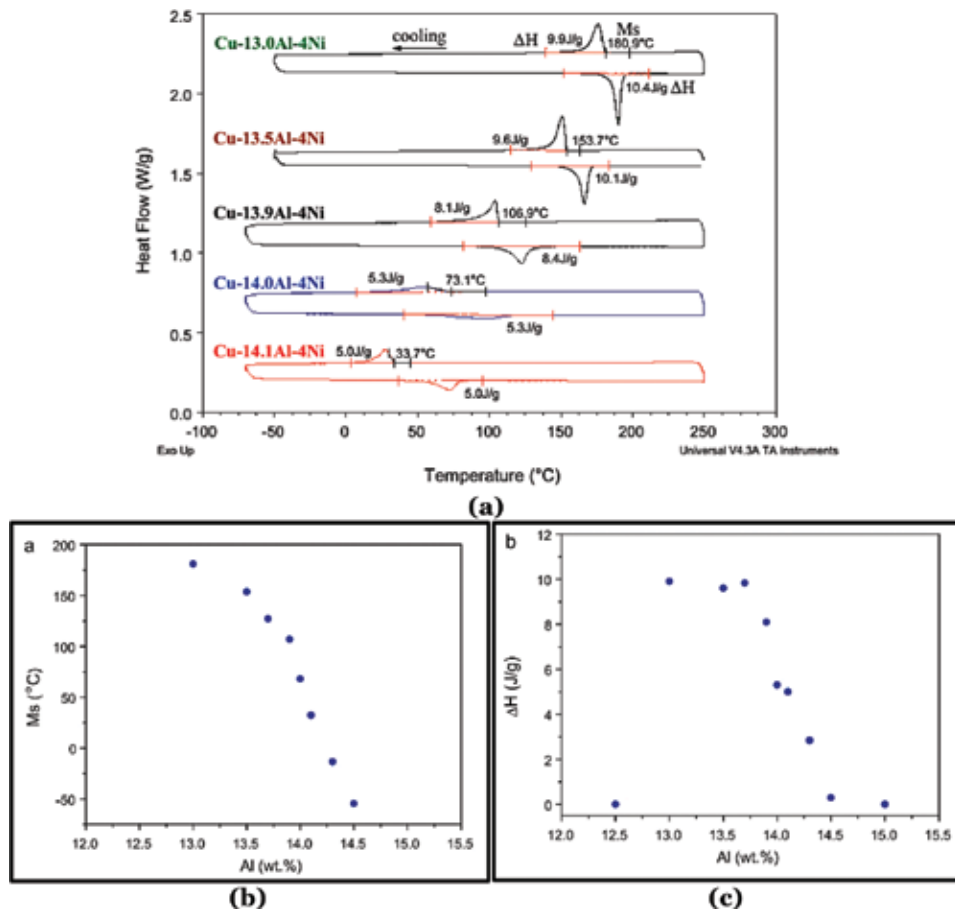 2.5
Cu-13.0Al-4Ni
cooling
ΔH 9.9J/g
Ms
180.9°C
10.4J/g ΔH
2.0
Cu-13.5Al-4Ni
9.6J/g
153.7°C
10.1J/g
1.5
Cu-13.9Al-4Ni
8.1J/g
106.9°C
8.4J/g
1.0
Cu-14.0Al-4Ni
5.3J/g
73.1°C
5.3J/g
0.5
Cu-14.1Al-4Ni
5.0J/g
33.7°C
5.0J/g
0.0
Heat Flow (W/g)
-100 -50 0 50 100 150 200 250 300
Exo Up
Universal V4.3A TA Instruments
Temperature (°C)
(a)
a
200
150
100
50
0
-50
Ms (°C)
12.0 12.5 13.0 13.5 14.0 14.5 15.0 15.5
Al (wt.%)
(b)
b
12
10
8
6
4
2
0
ΔH (J/g)
12.0 12.5 13.0 13.5 14.0 14.5 15.0 15.5
Al (wt.%)
(c)